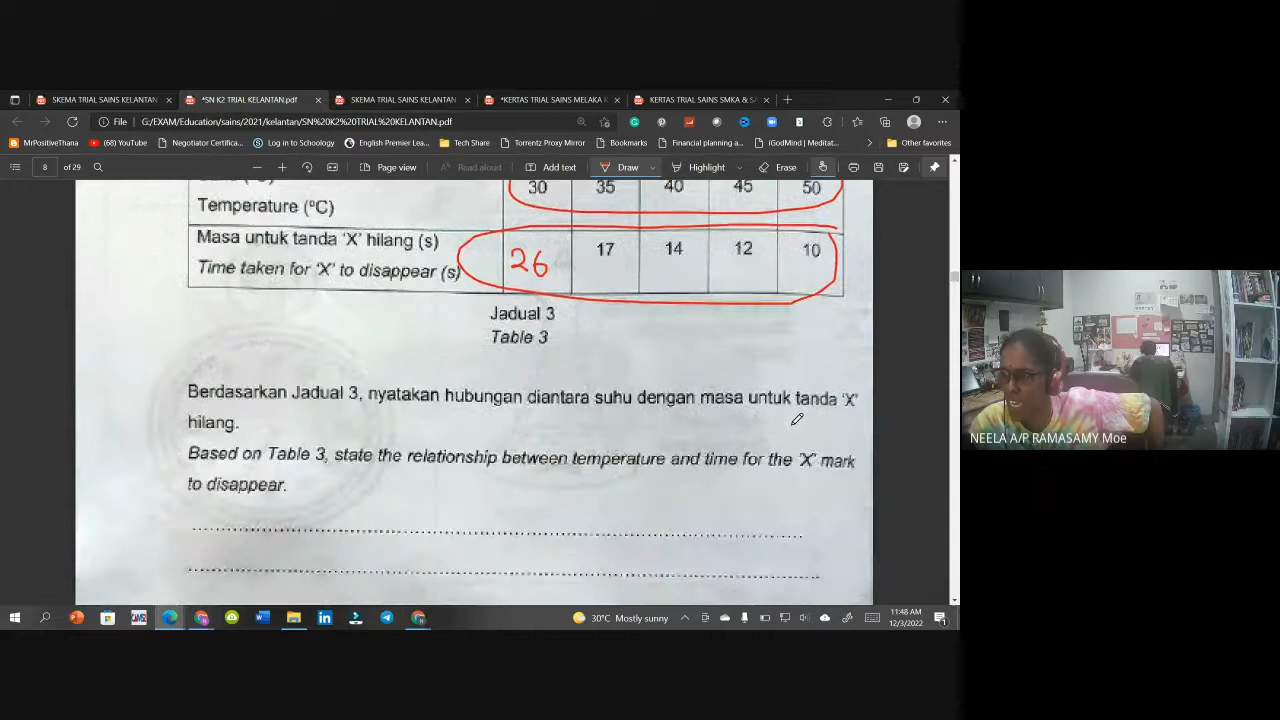 SKEMA TRIAL SAINS KELANTAN
*SN K2 TRIAL KELANTAN.pdf
SKEMA TRIAL SAINS KELANTAN
*KERTAS TRIAL SAINS MELAKA K
KERTAS TRIAL SAINS SMKA & SA
File
G:/EXAM/Education/sains/2021/kelantan/SN%20K2%20TRIAL%20KELANTAN.pdf
MrPositiveThana
(68) YouTube
Negotiator Certifica...
Log in to Schoology
English Premier Lea...
Tech Share
Torrentz Proxy Mirror
Bookmarks
Financial planning a...
iGodMind | Meditat...
Other favorites
8 of 29
Page view
Read aloud
Add text
Draw
Highlight
Erase
30 35 40 45 50
Temperature (°C)
Masa untuk tanda 'X' hilang (s)
26 17 14 12 10
Time taken for 'X' to disappear (s)
Jadual 3
Table 3
Berdasarkan Jadual 3, nyatakan hubungan diantara suhu dengan masa untuk tanda 'X'
hilang.
Based on Table 3, state the relationship between temperature and time for the 'X' mark
to disappear.
NEELA A/P RAMASAMY Moe
30°C Mostly sunny
11:48 AM
12/3/2022